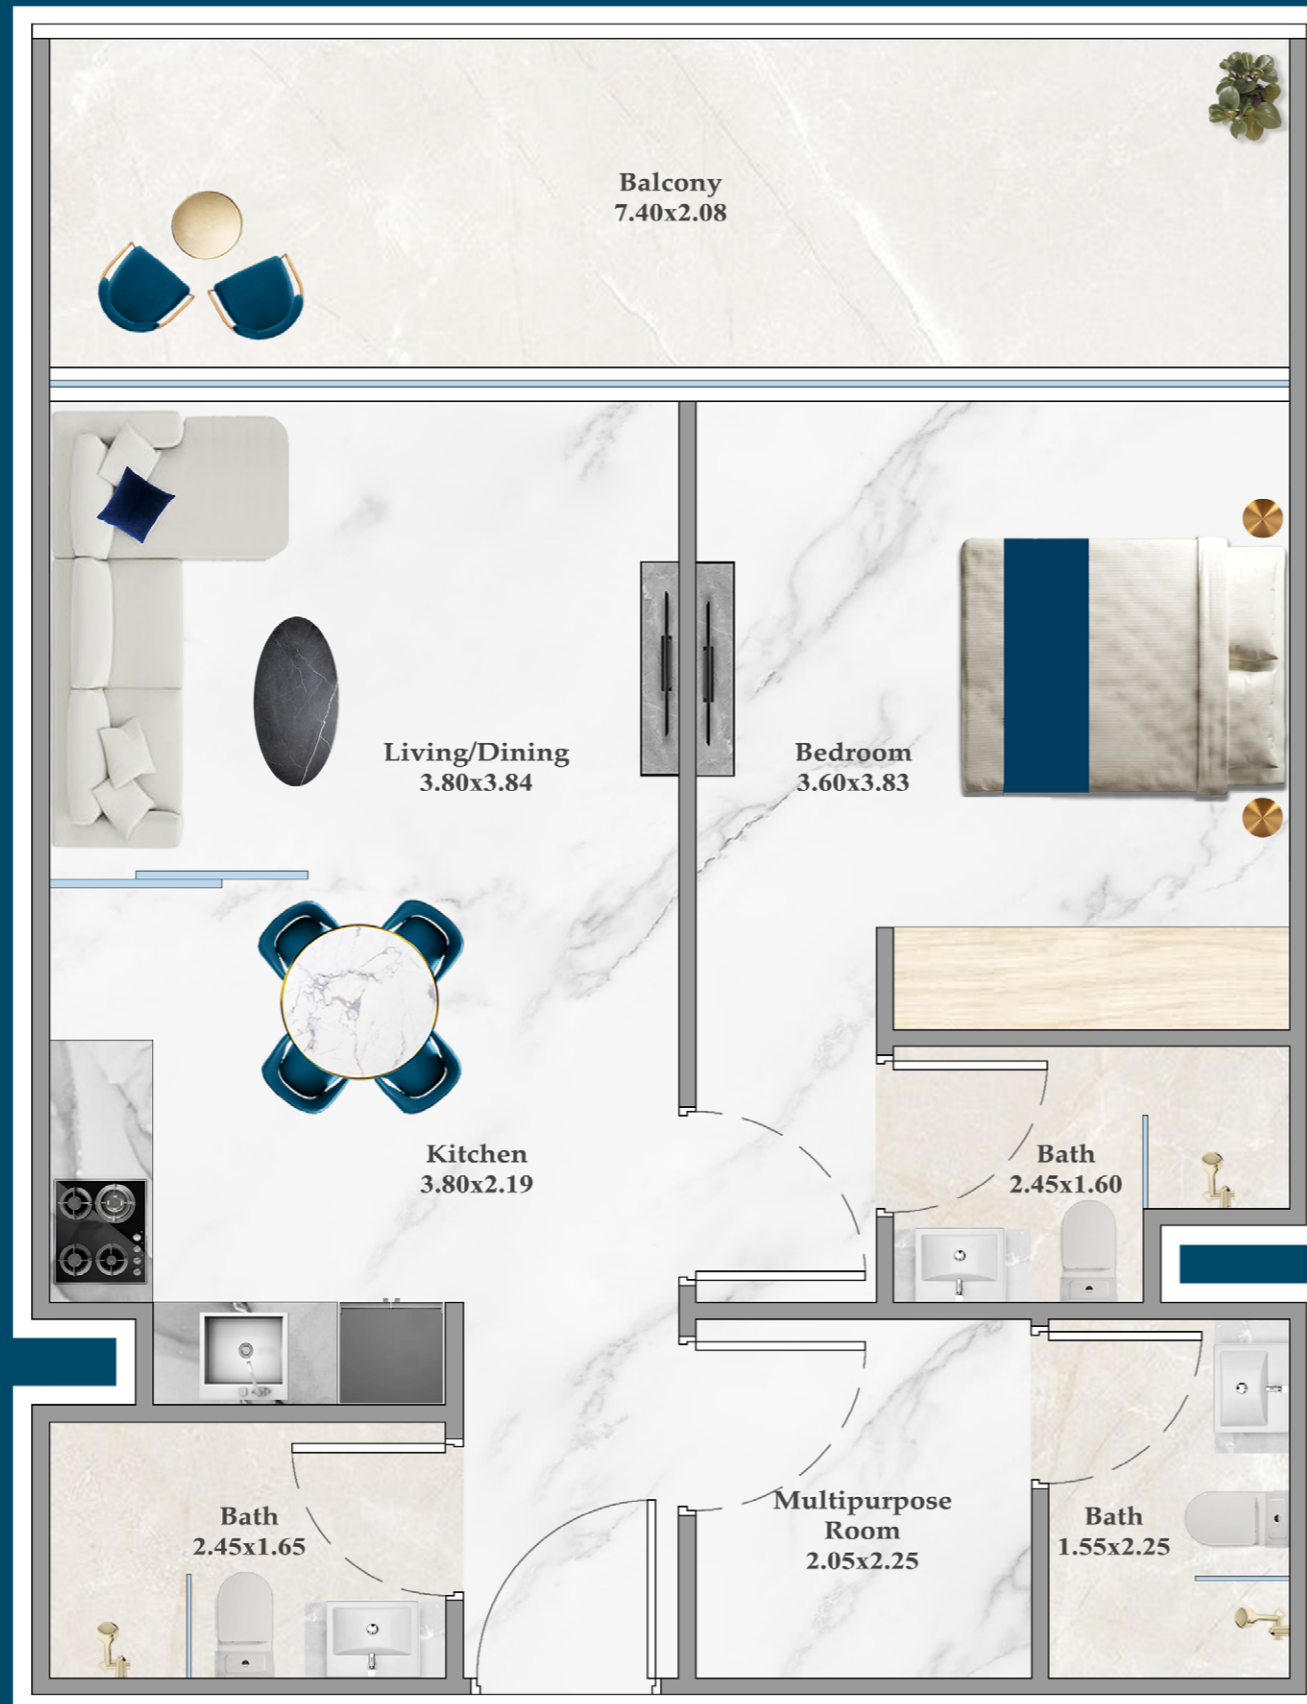 Balcony
7.40x2.08
Living/Dining
3.80x3.84
Bedroom
3.60x3.83
Kitchen
3.80x2.19
Bath
2.45x1.60
Bath
2.45x1.65
Multipurpose
Room
2.05x2.25
Bath
1.55x2.25